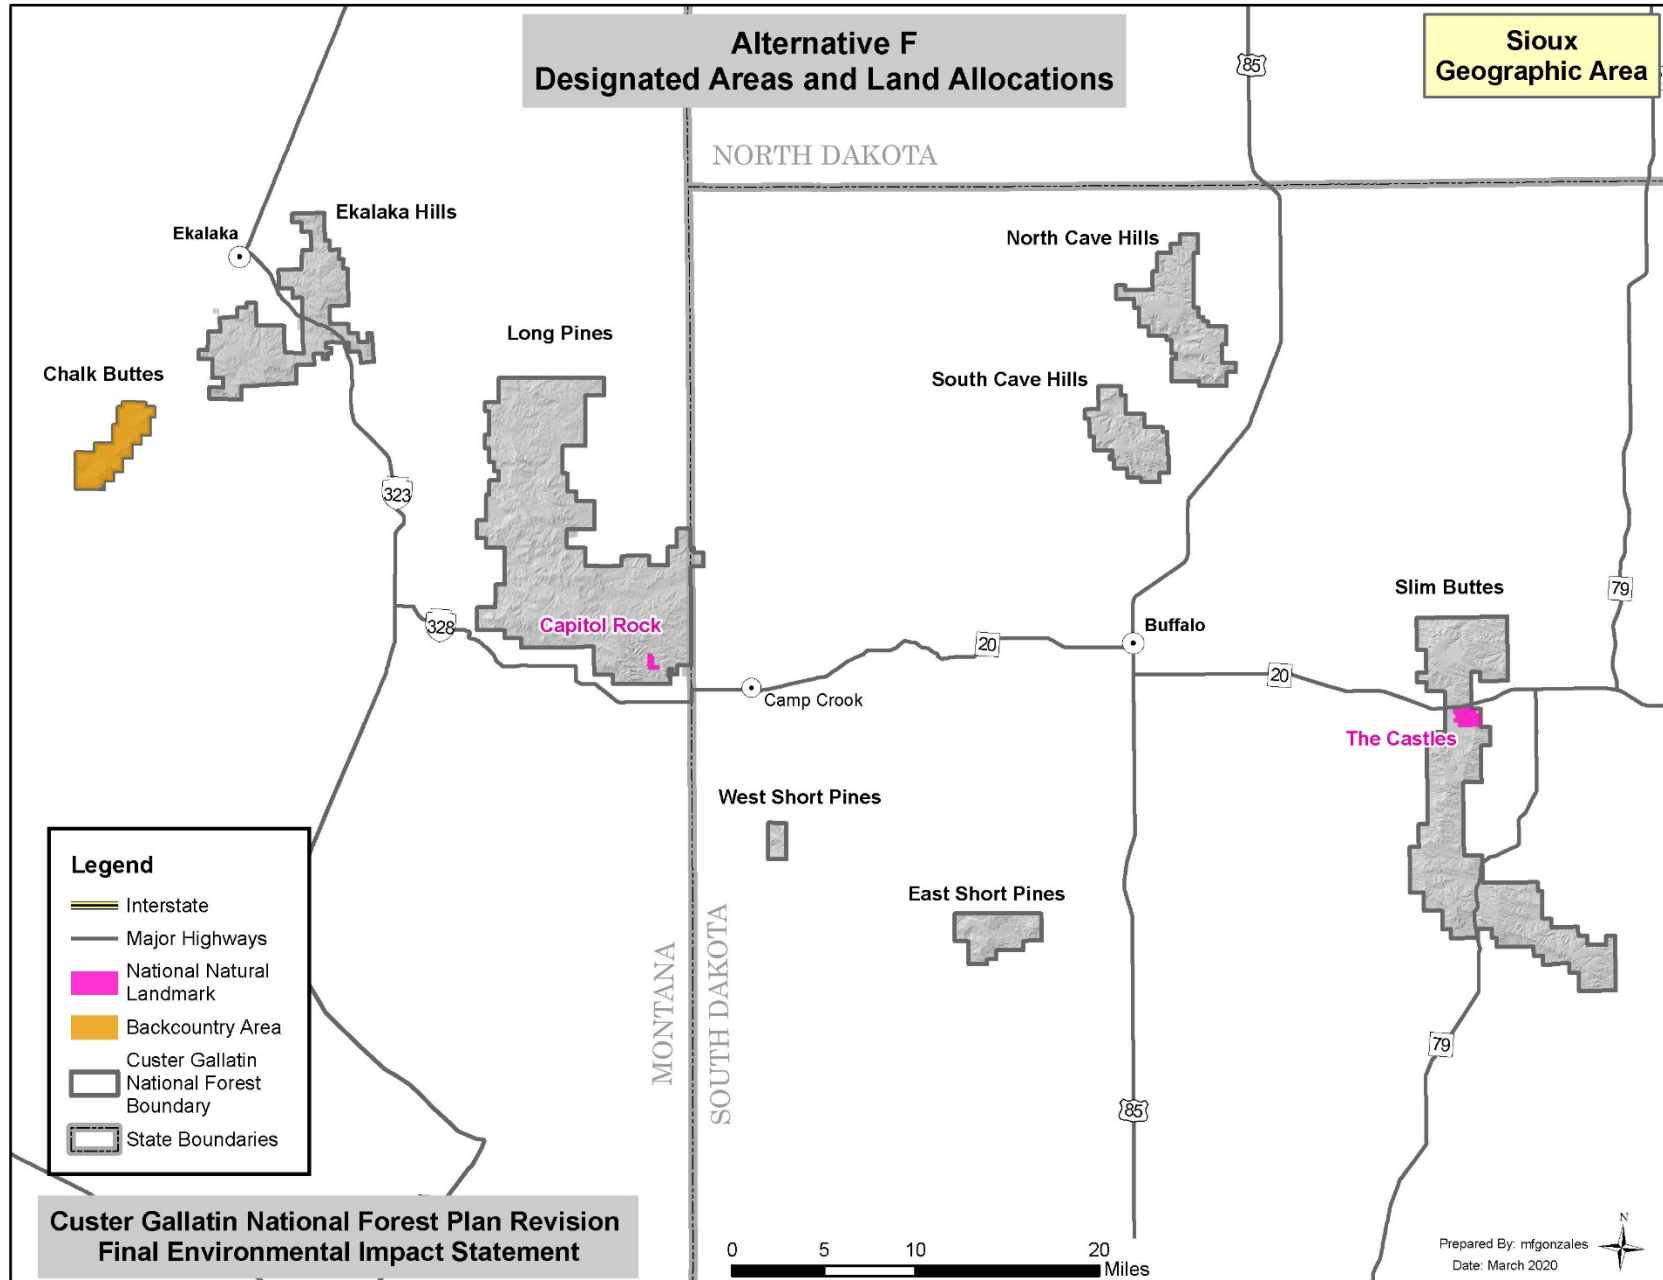 Alternative F
Designated Areas and Land Allocations
Sioux
Geographic Area
85
NORTH DAKOTA
Ekalaka Hills
Ekalaka
North Cave Hills
Long Pines
Chalk Buttes
South Cave Hills
323
Slim Buttes
79
Capitol Rock
328
Buffalo
20
20
Camp Crook
The Castles
West Short Pines
East Short Pines
MONTANA
SOUTH DAKOTA
79
85
Legend
Interstate
Major Highways
National Natural
Landmark
Backcountry Area
Custer Gallatin
National Forest
Boundary
State Boundaries
Custer Gallatin National Forest Plan Revision
Final Environmental Impact Statement
0 5 10 20
Miles
N
Prepared By: mfgonzales
Date: March 2020